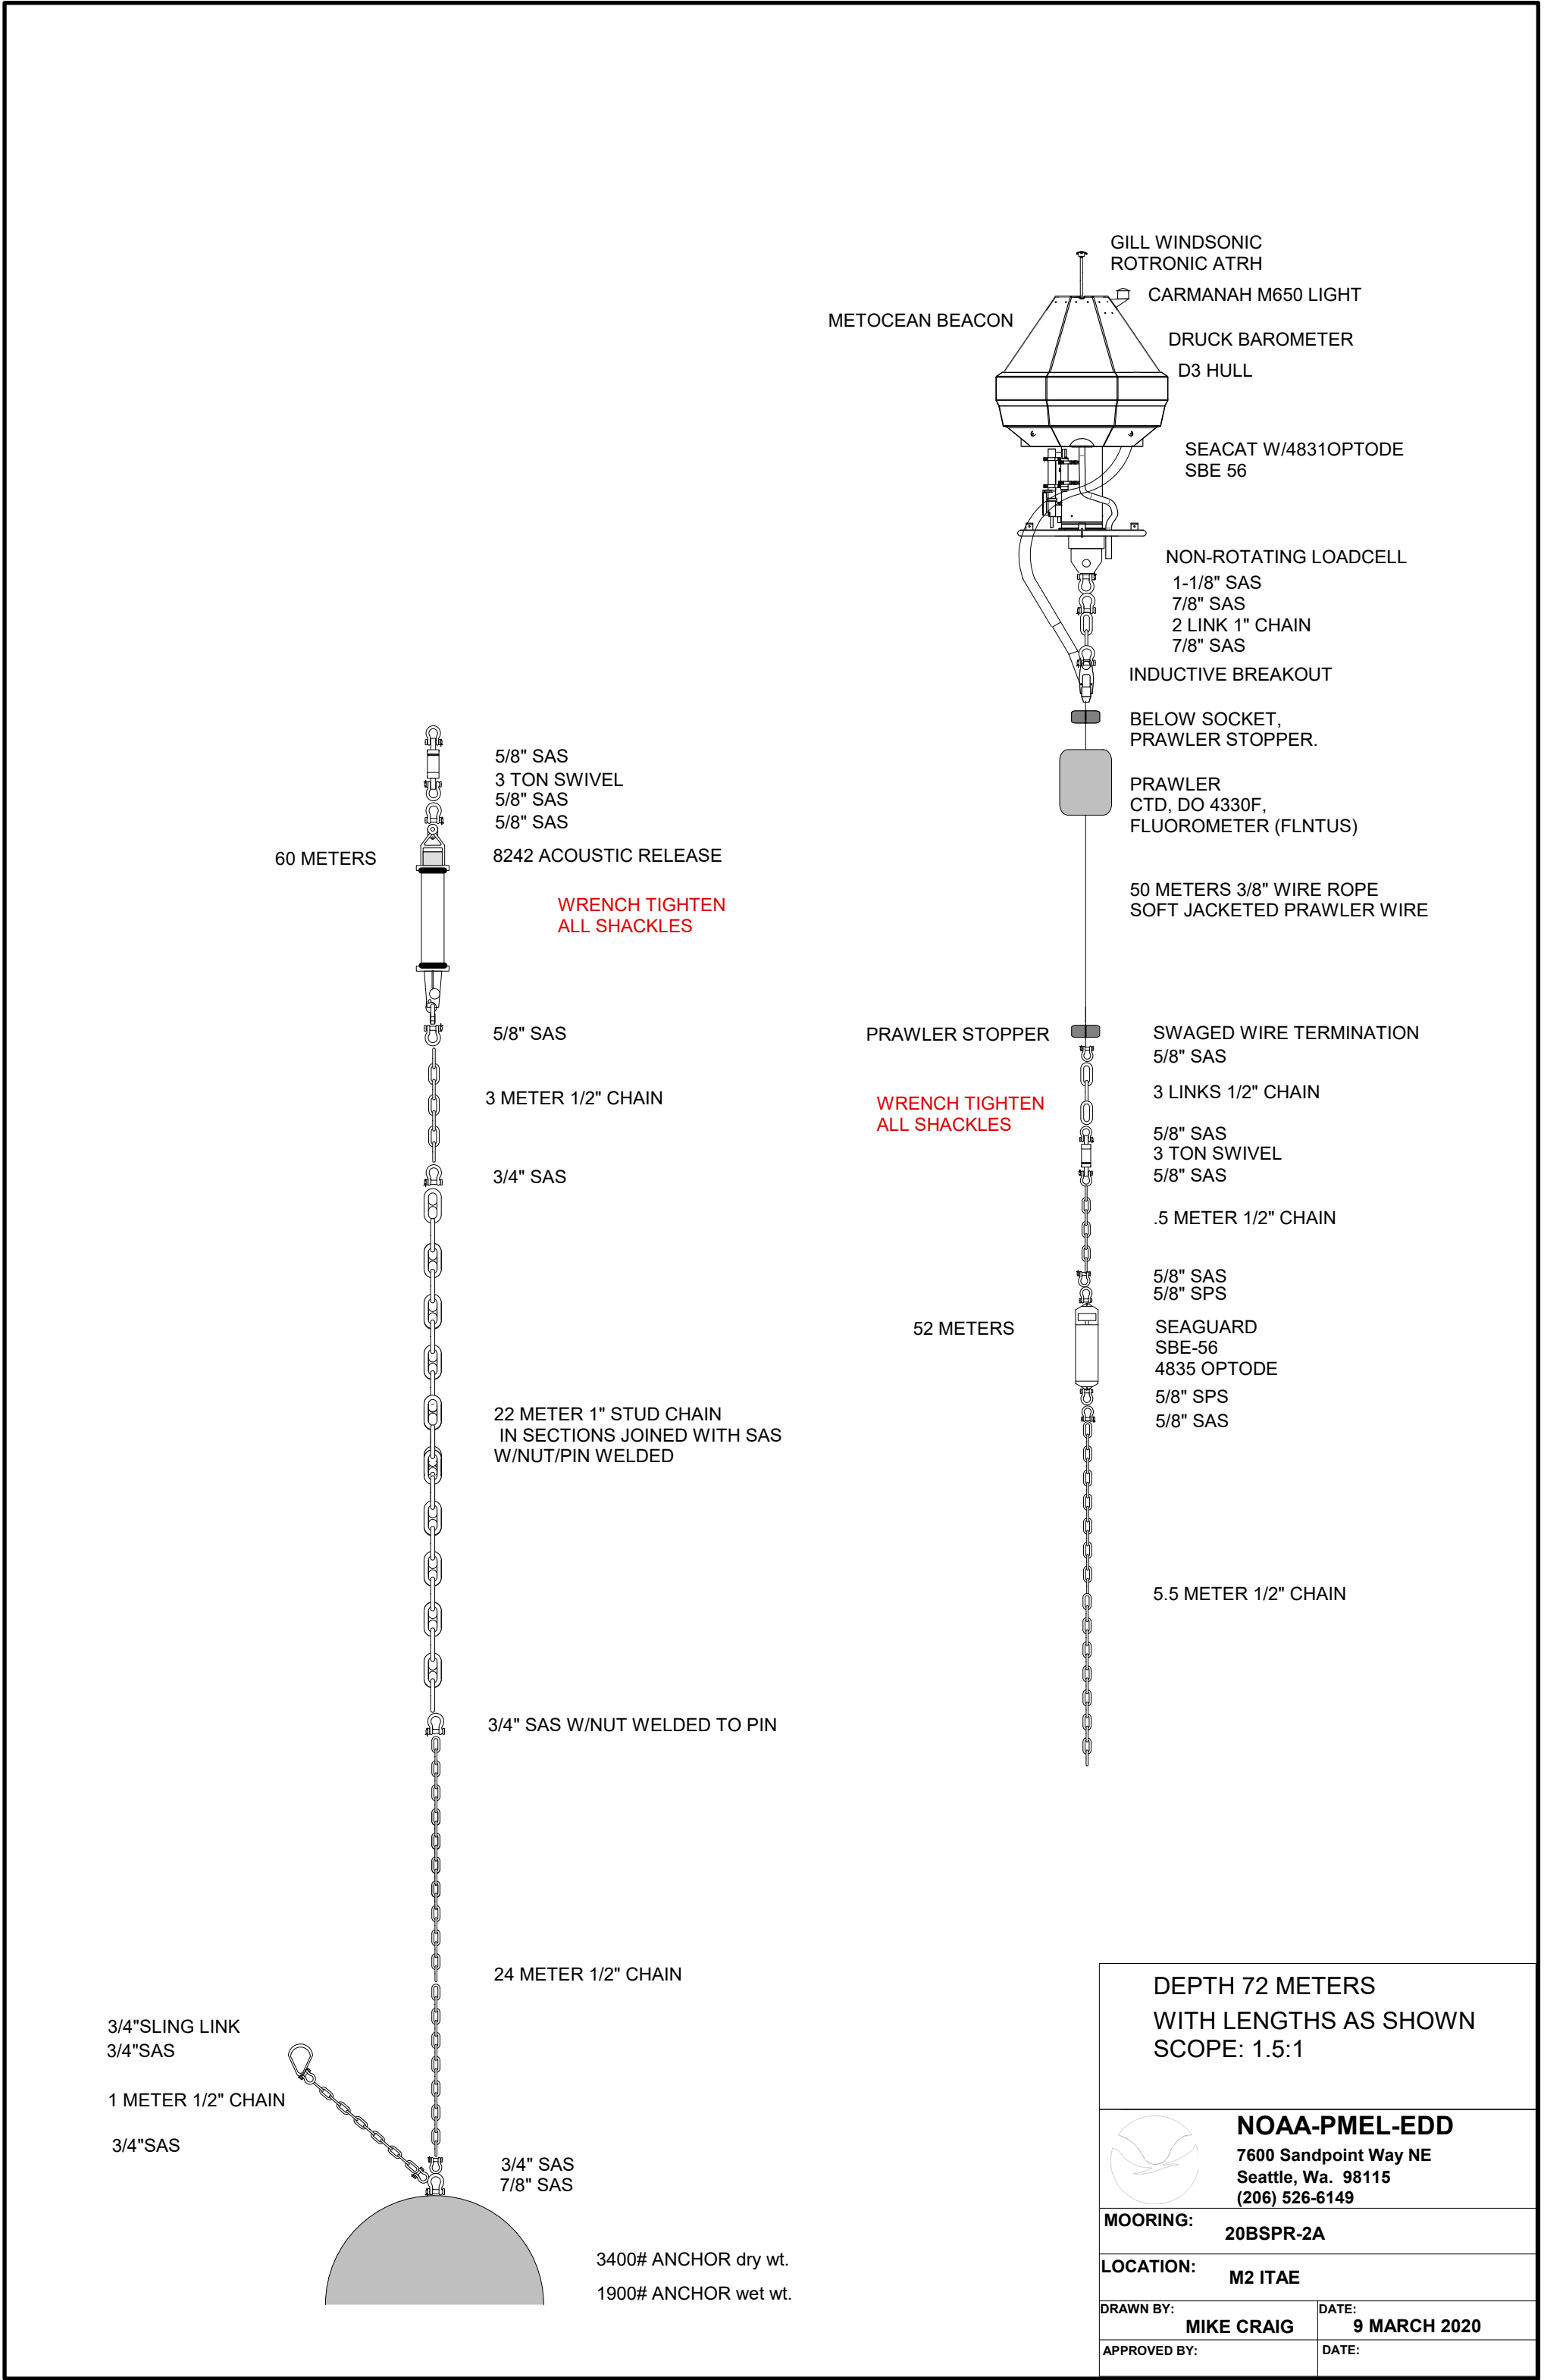 GILL WINDSONIC
ROTRONIC ATRH
CARMANAH M650 LIGHT
METOCEAN BEACON
DRUCK BAROMETER
D3 HULL
SEACAT W/4831OPTODE
SBE 56
NON-ROTATING LOADCELL
1-1/8" SAS
7/8" SAS
2 LINK 1" CHAIN
7/8" SAS
INDUCTIVE BREAKOUT
BELOW SOCKET,
PRAWLER STOPPER.
PRAWLER
CTD, DO 4330F,
FLUOROMETER (FLNTUS)
50 METERS 3/8" WIRE ROPE
SOFT JACKETED PRAWLER WIRE
PRAWLER STOPPER
SWAGED WIRE TERMINATION
5/8" SAS
3 LINKS 1/2" CHAIN
WRENCH TIGHTEN
ALL SHACKLES
5/8" SAS
3 TON SWIVEL
5/8" SAS
.5 METER 1/2" CHAIN
5/8" SAS
5/8" SPS
52 METERS
SEAGUARD
SBE-56
4835 OPTODE
5/8" SPS
5/8" SAS
5.5 METER 1/2" CHAIN
5/8" SAS
3 TON SWIVEL
5/8" SAS
5/8" SAS
60 METERS
8242 ACOUSTIC RELEASE
WRENCH TIGHTEN
ALL SHACKLES
5/8" SAS
3 METER 1/2" CHAIN
3/4" SAS
22 METER 1" STUD CHAIN
IN SECTIONS JOINED WITH SAS
W/NUT/PIN WELDED
3/4" SAS W/NUT WELDED TO PIN
24 METER 1/2" CHAIN
3/4"SLING LINK
3/4"SAS
1 METER 1/2" CHAIN
3/4"SAS
3/4" SAS
7/8" SAS
3400# ANCHOR dry wt.
1900# ANCHOR wet wt.
DEPTH 72 METERS
WITH LENGTHS AS SHOWN
SCOPE: 1.5:1
NOAA-PMEL-EDD
7600 Sandpoint Way NE
Seattle, Wa. 98115
(206) 526-6149
MOORING: 20BSPR-2A
LOCATION: M2 ITAE
DRAWN BY: MIKE CRAIG
DATE: 9 MARCH 2020
APPROVED BY:
DATE: